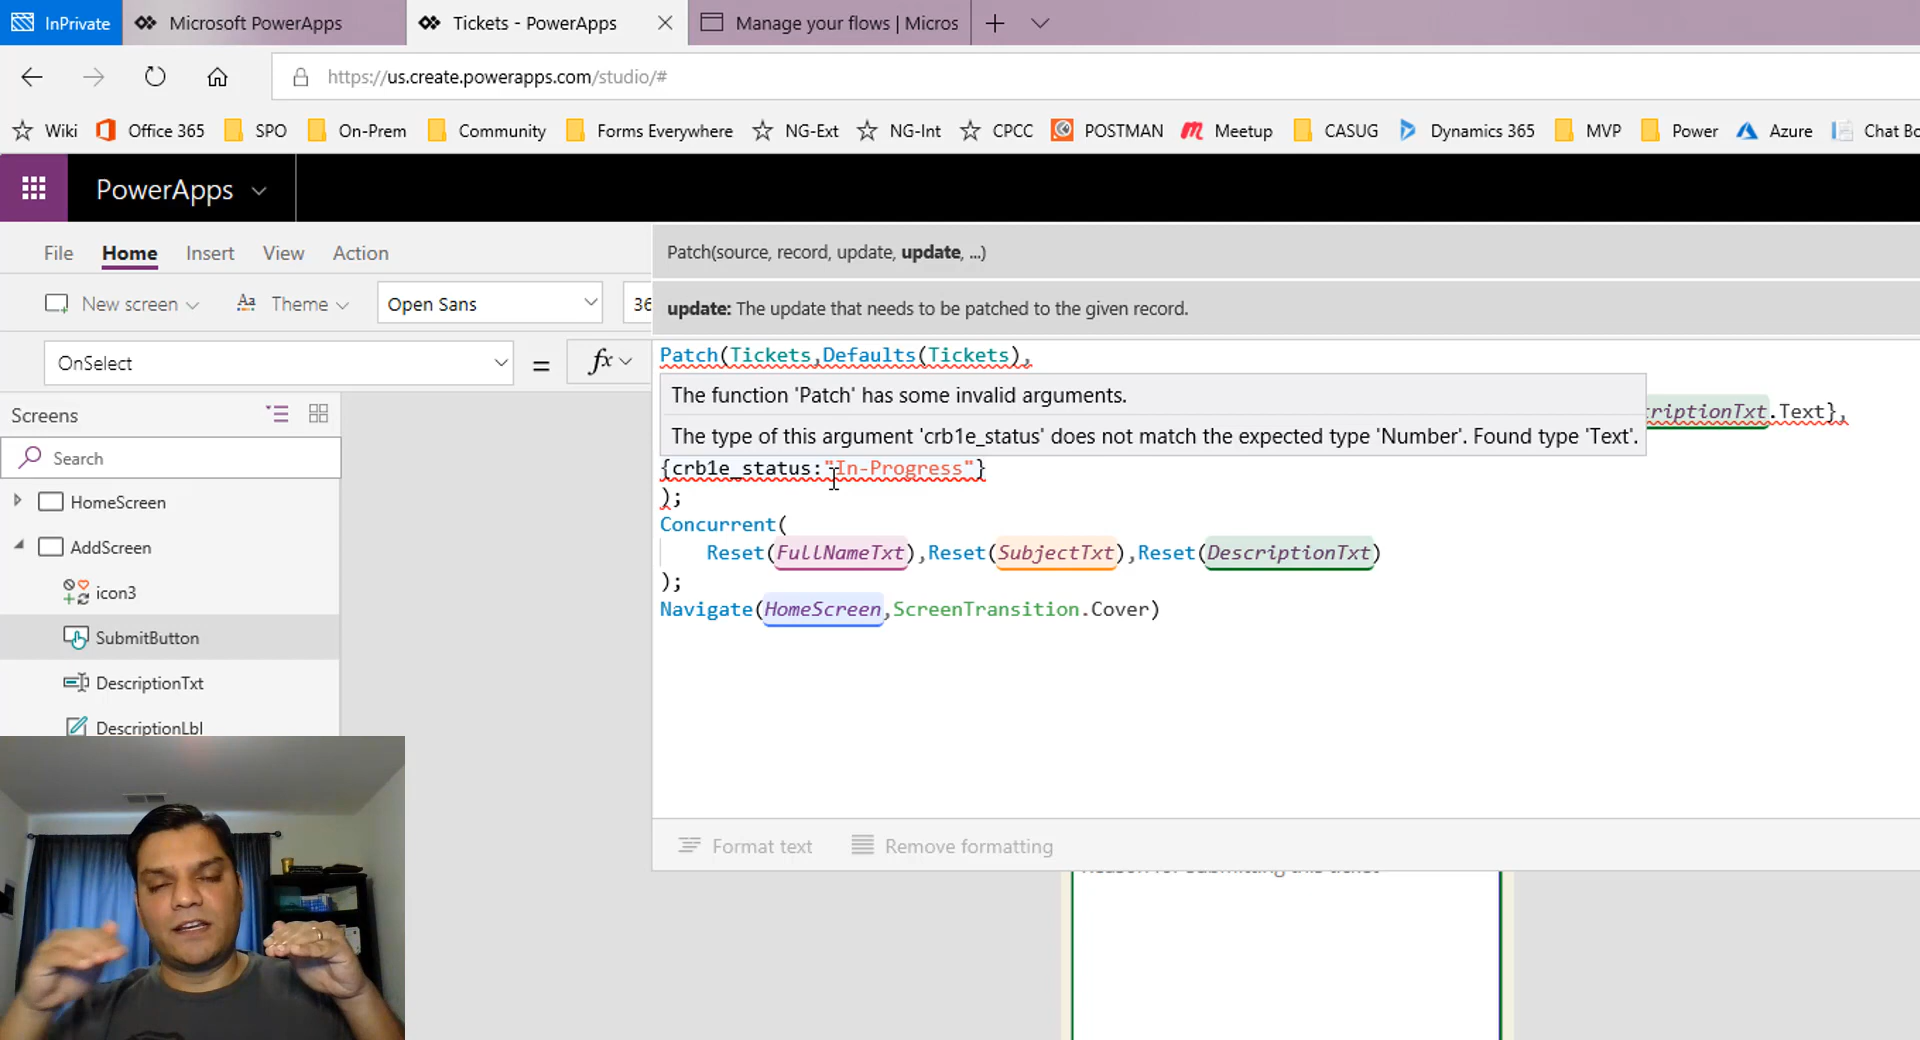 InPrivate
Microsoft PowerApps
Tickets - PowerApps
Manage your flows | Micros
https://us.create.powerapps.com/studio/#
Wiki
Office 365
SPO
On-Prem
Community
Forms Everywhere
NG-Ext
NG-Int
CPCC
POSTMAN
Meetup
CASUG
Dynamics 365
MVP
Power
Azure
Chat Bo
PowerApps
File
Home
Insert
View
Action
Patch(source, record, update, update, ...)
New screen
Aa
Theme
Open Sans
36
update: The update that needs to be patched to the given record.
OnSelect
=
fx
Patch(Tickets,Defaults(Tickets),
The function 'Patch' has some invalid arguments.
criptionTxt.Text},
The type of this argument 'crb1e_status' does not match the expected type 'Number'. Found type 'Text'.
{crb1e_status:"In-Progress"}
);
Concurrent(
Reset(FullNameTxt),Reset(SubjectTxt),Reset(DescriptionTxt)
);
Navigate(HomeScreen,ScreenTransition.Cover)
Screens
Search
HomeScreen
AddScreen
icon3
SubmitButton
DescriptionTxt
DescriptionLbl
Format text
Remove formatting